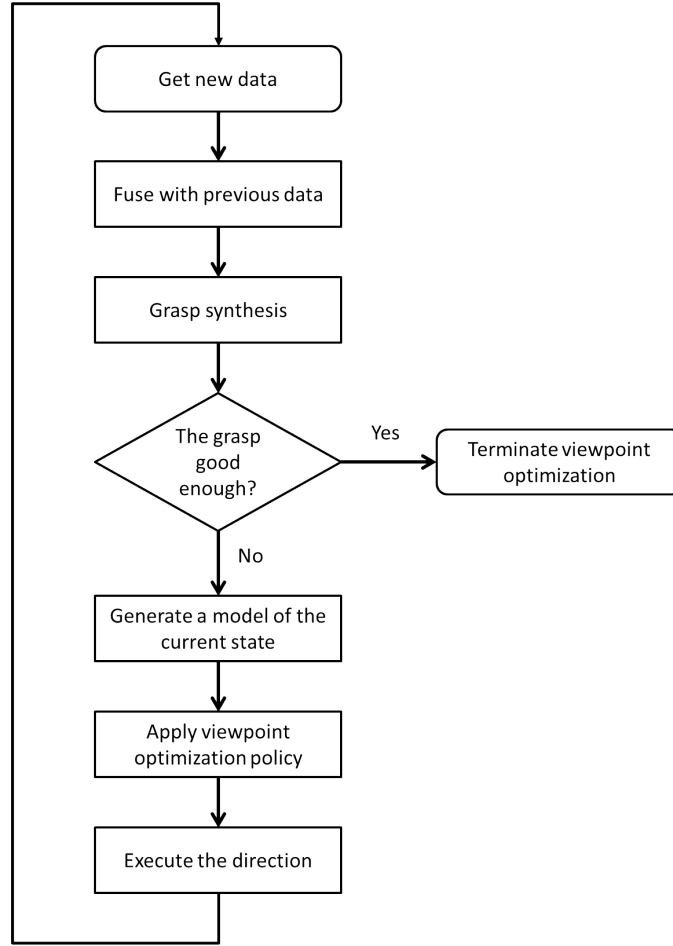 Get new data
Fuse with previous data
Grasp synthesis
The grasp
good
enough?
Yes
Terminate viewpoint
optimization
No
Generate a model of the
current state
Apply viewpoint
optimization policy
Execute the direction